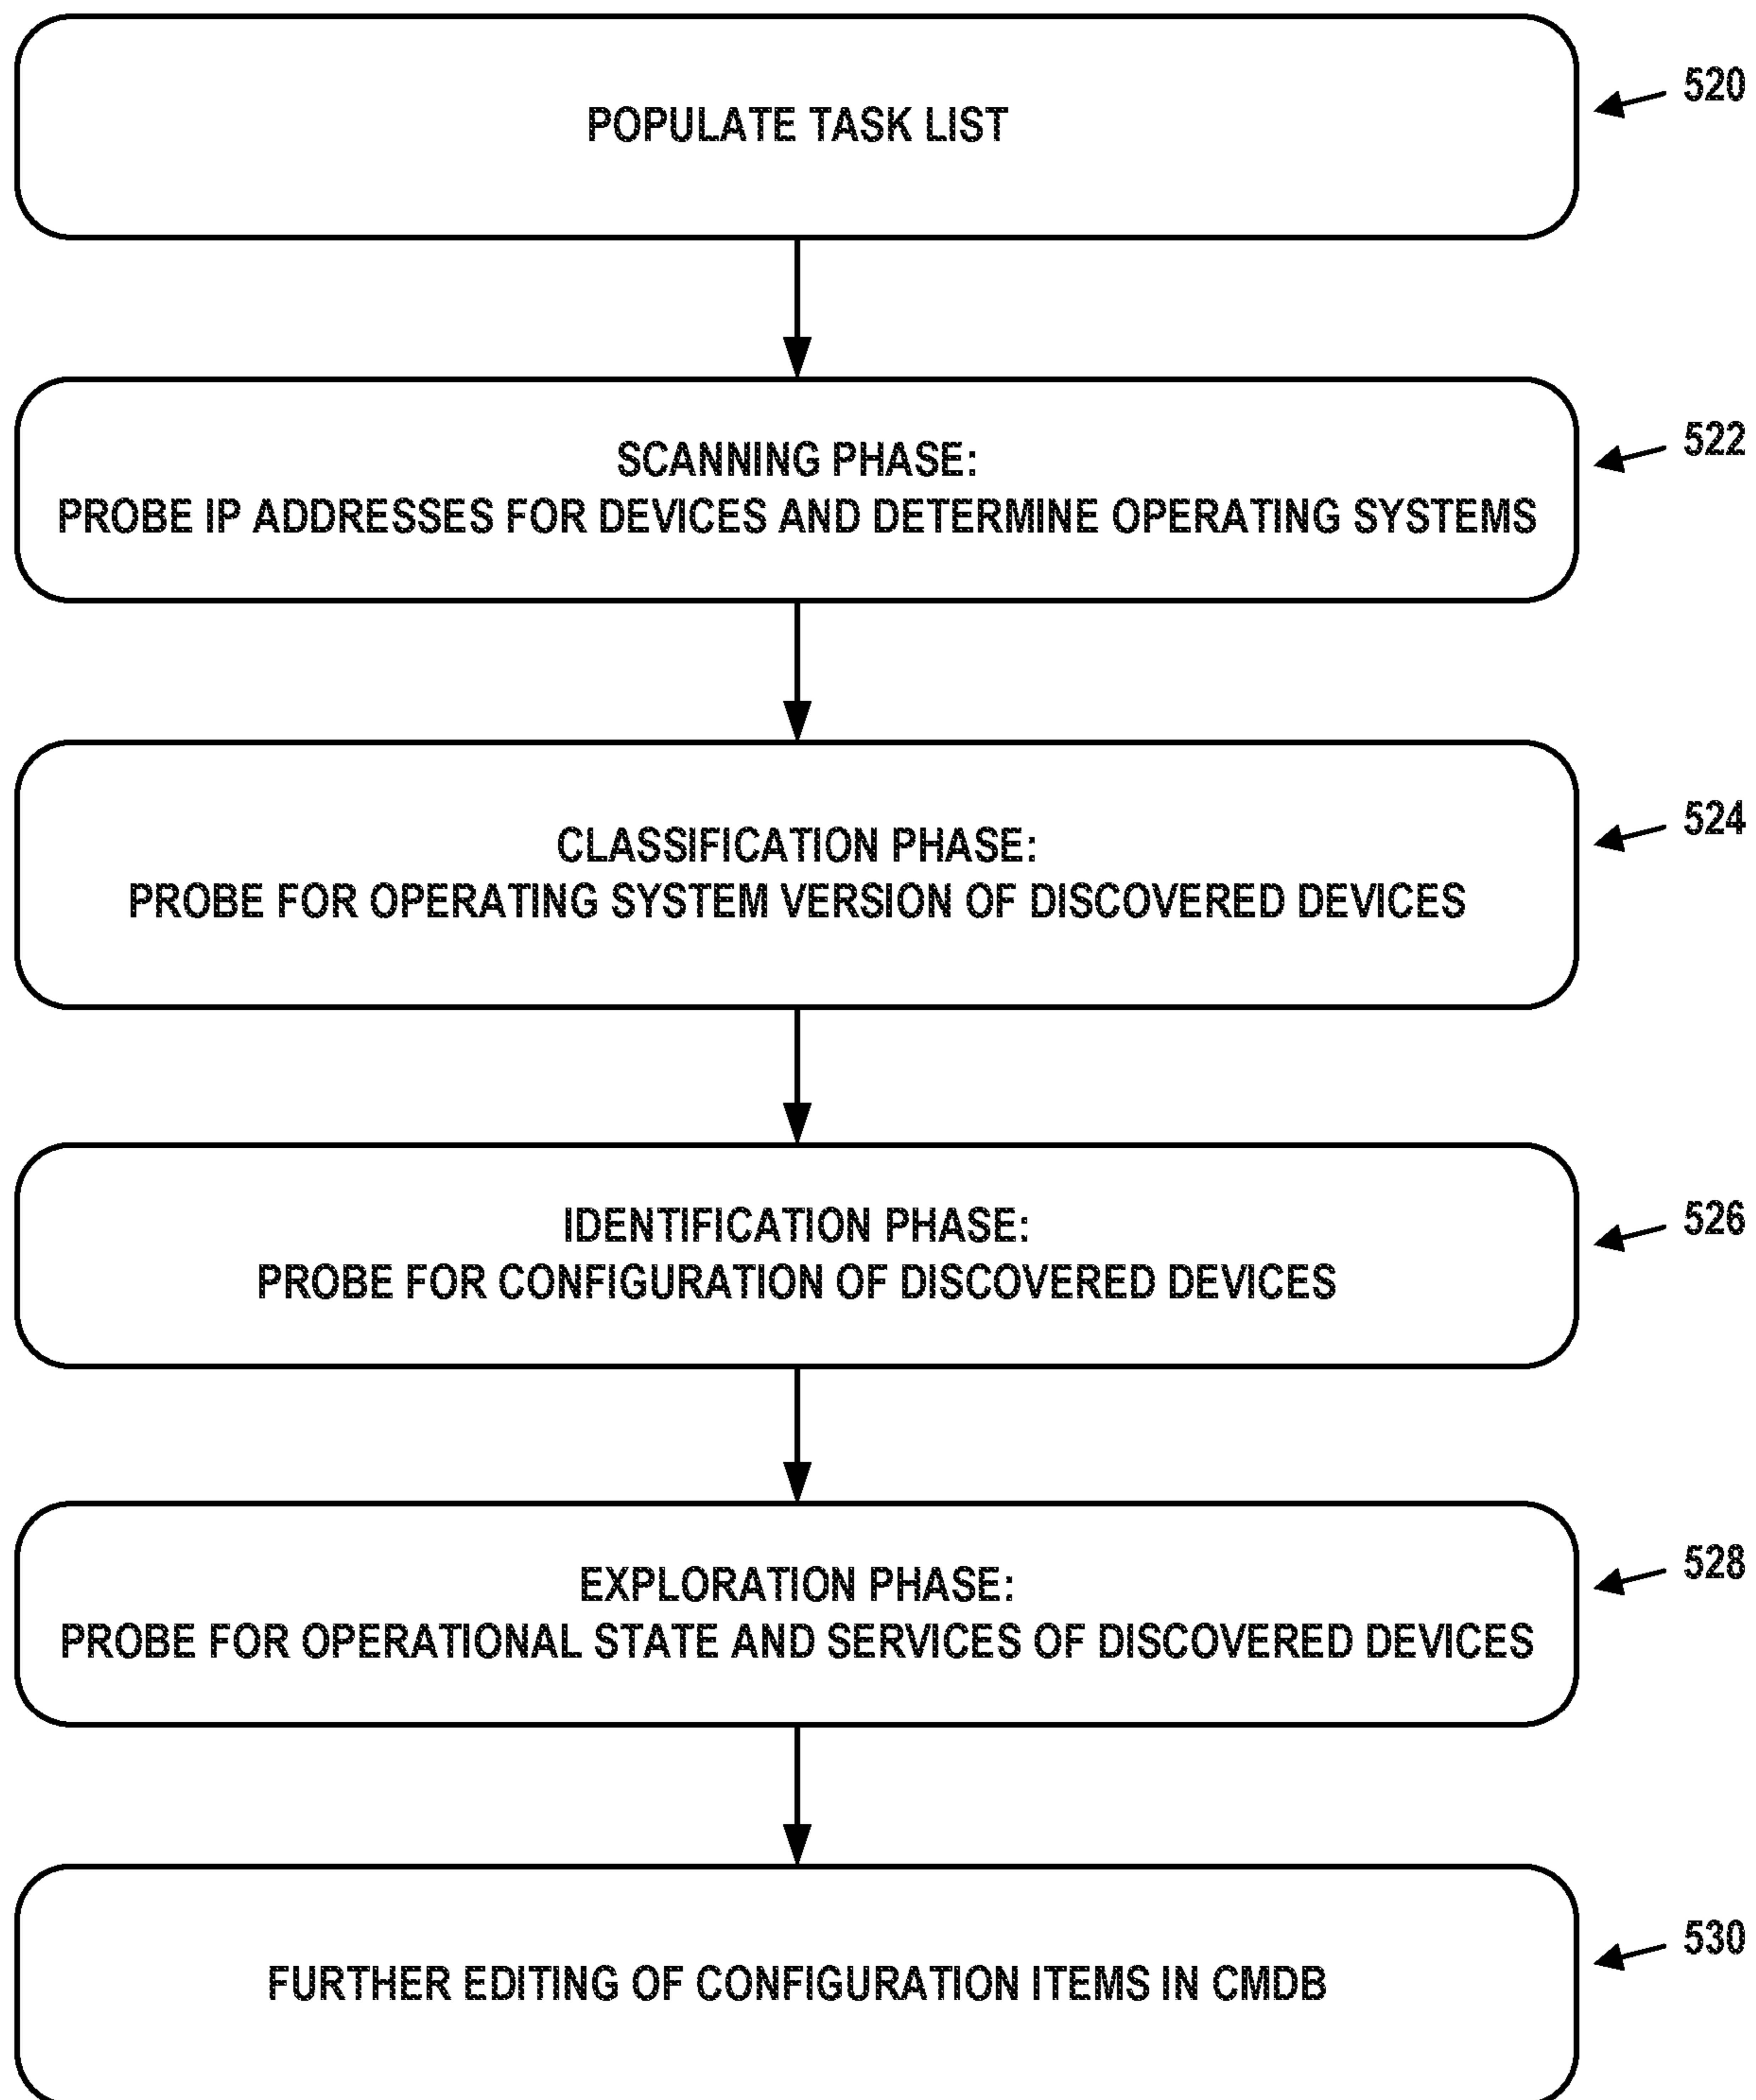 POPULATE TASK LIST
520
SCANNING PHASE:
PROBE IP ADDRESSES FOR DEVICES AND DETERMINE OPERATING SYSTEMS
522
CLASSIFICATION PHASE:
PROBE FOR OPERATING SYSTEM VERSION OF DISCOVERED DEVICES
524
IDENTIFICATION PHASE:
PROBE FOR CONFIGURATION OF DISCOVERED DEVICES
526
EXPLORATION PHASE:
PROBE FOR OPERATIONAL STATE AND SERVICES OF DISCOVERED DEVICES
528
FURTHER EDITING OF CONFIGURATION ITEMS IN CMDB
530